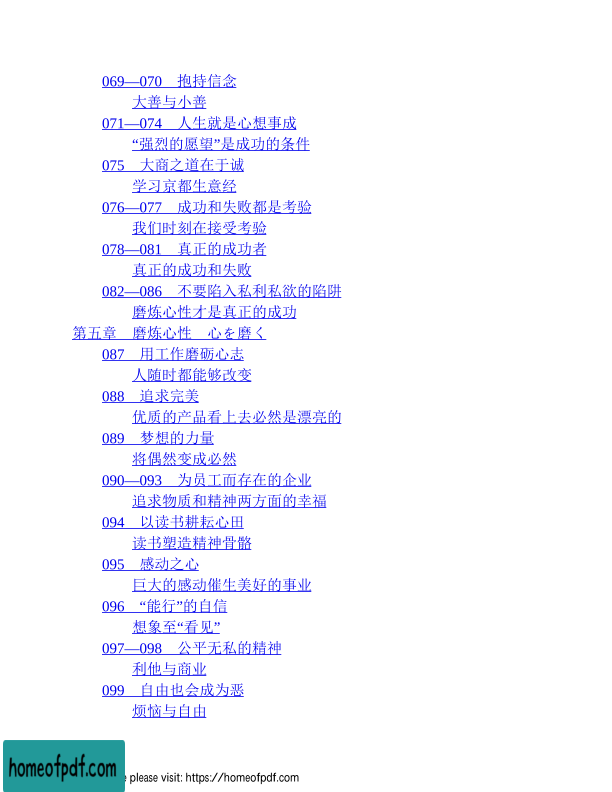 069—070　抱持信念
大善与小善
071—074　人生就是心想事成
“强烈的愿望”是成功的条件
075　大商之道在于诚
学习京都生意经
076—077　成功和失败都是考验
我们时刻在接受考验
078—081　真正的成功者
真正的成功和失败
082—086　不要陷入私利私欲的陷阱
磨炼心性才是真正的成功
第五章　磨炼心性　心を磨く
087　用工作磨砺心志
人随时都能够改变
088　追求完美
优质的产品看上去必然是漂亮的
089　梦想的力量
将偶然变成必然
090—093　为员工而存在的企业
追求物质和精神两方面的幸福
094　以读书耕耘心田
读书塑造精神骨骼
095　感动之心
巨大的感动催生美好的事业
096　“能行”的自信
想象至“看见”
097—098　公平无私的精神
利他与商业
099　自由也会成为恶
烦恼与自由
homeofpdf.com
please visit: https://homeofpdf.com